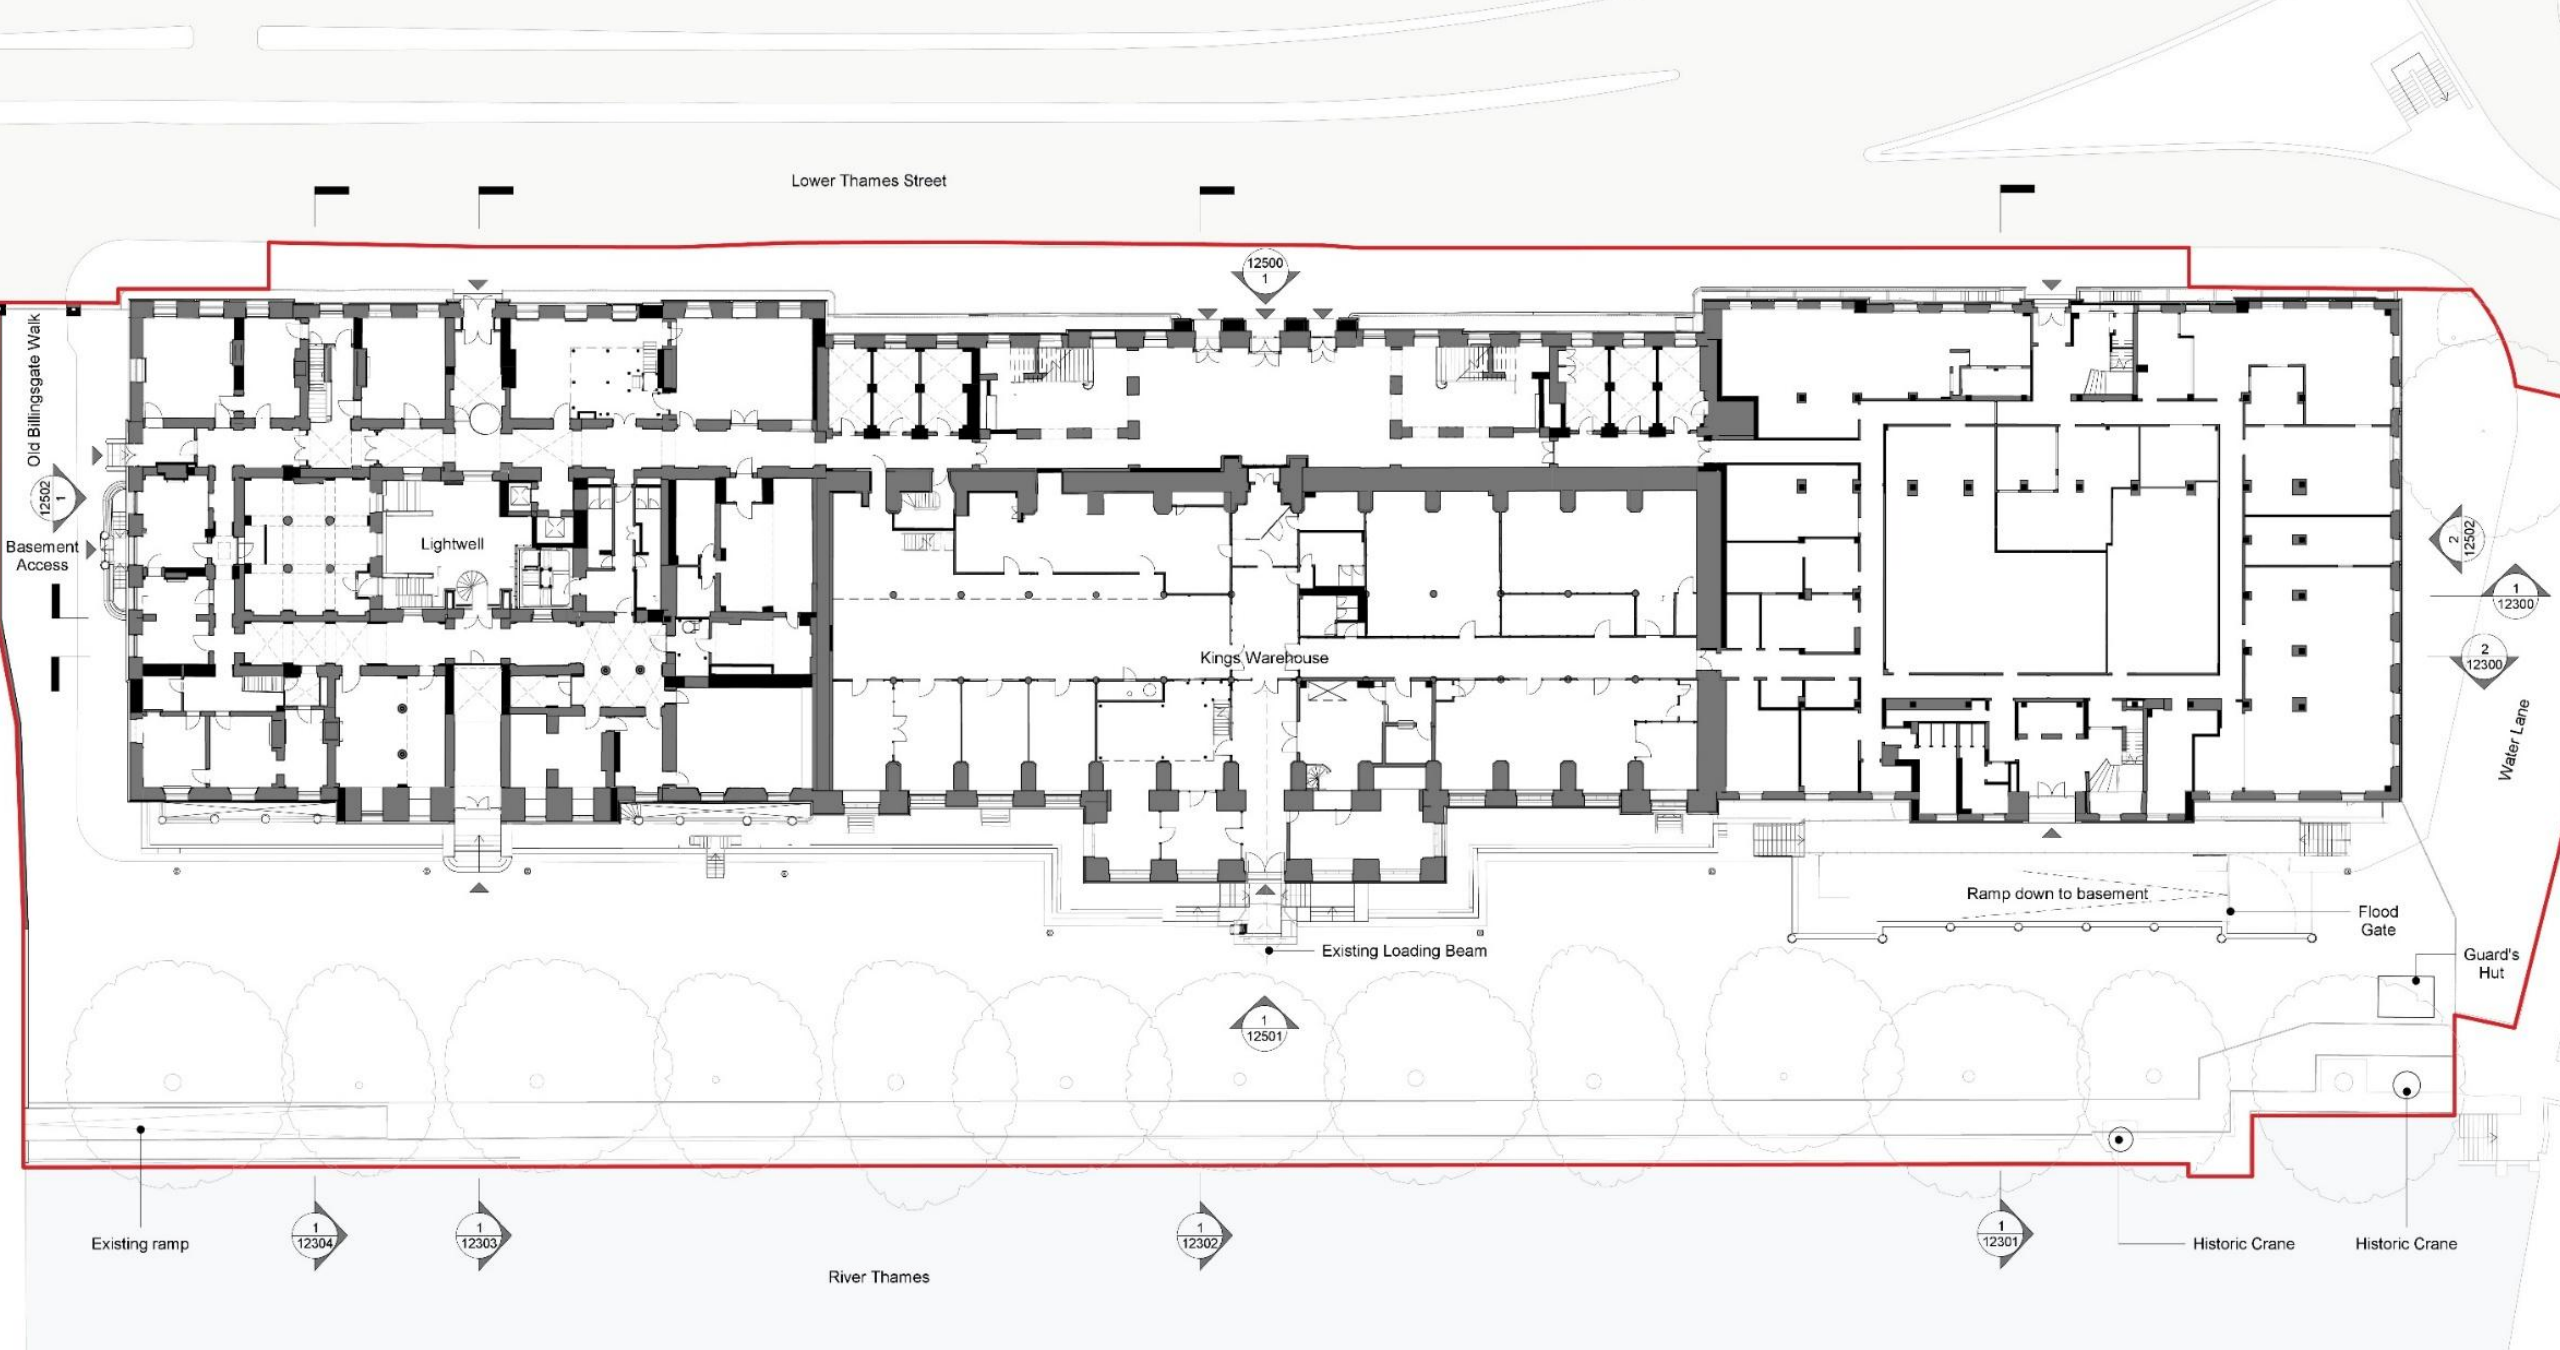 Lower Thames Street
12500
1
Old Billingsgate Walk
12502
1
Basement
Access
Lightwell
Kings Warehouse
2
12502
1
12300
2
12300
Water Lane
Ramp down to basement
Flood
Gate
Existing Loading Beam
Guard's
Hut
1
12501
Existing ramp
1
12304
1
12303
1
12302
1
12301
Historic Crane
Historic Crane
River Thames